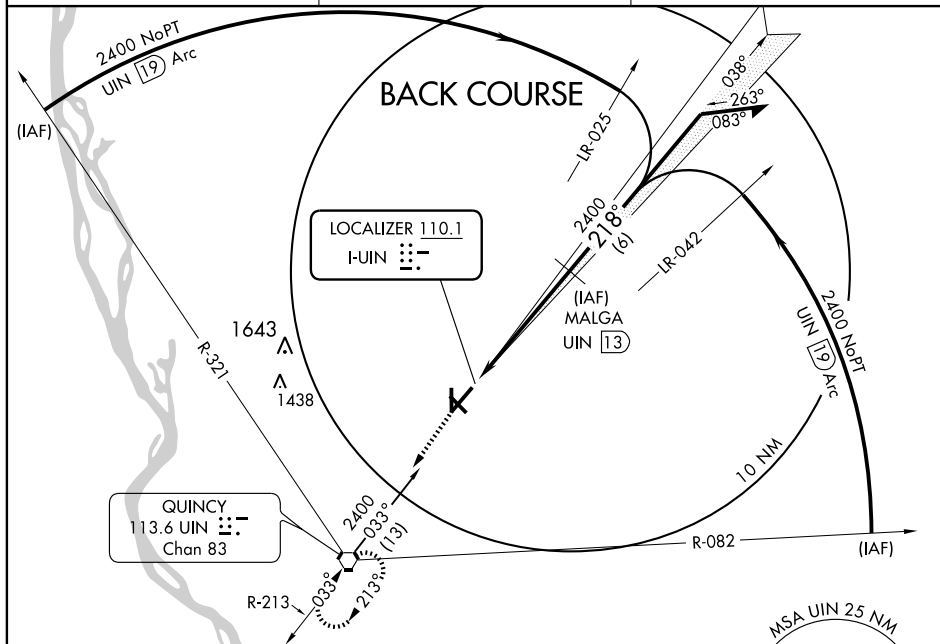 2400 NoPT
UIN 19 Arc
(IAF)
BACK COURSE
LR-025
038°
263°
083°
LOCALIZER 110.1
I-UIN
2400
218°
(6)
LR-042
(IAF)
MALGA
UIN 13
2400 NoPT
UIN 19 Arc
1643
1438
R-321
10 NM
QUINCY
113.6 UIN
Chan 83
2400
033°
(13)
R-082
(IAF)
R-213
033°
213°
MSA UIN 25 NM